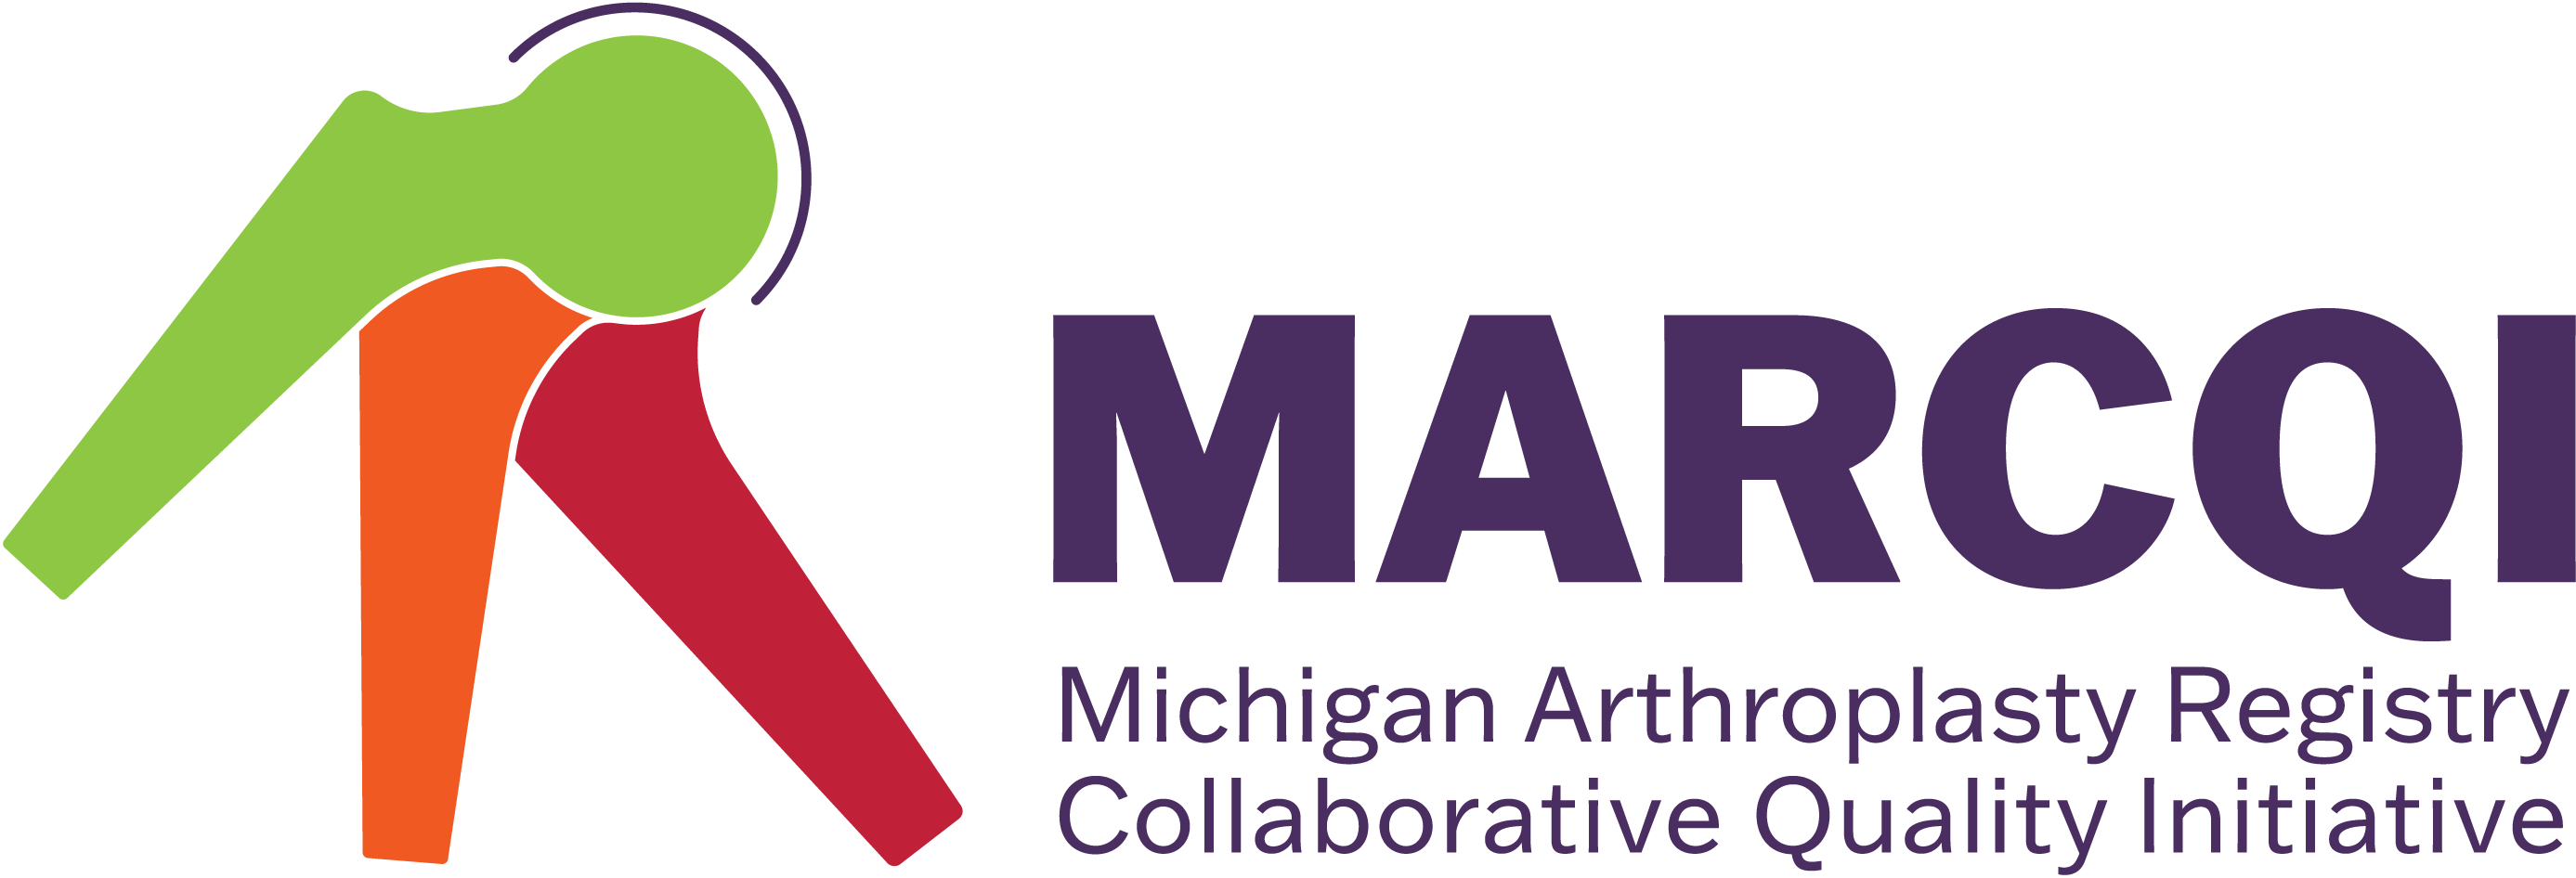 MARCQI
Michigan Arthroplasty Registry
Collaborative Quality Initiative